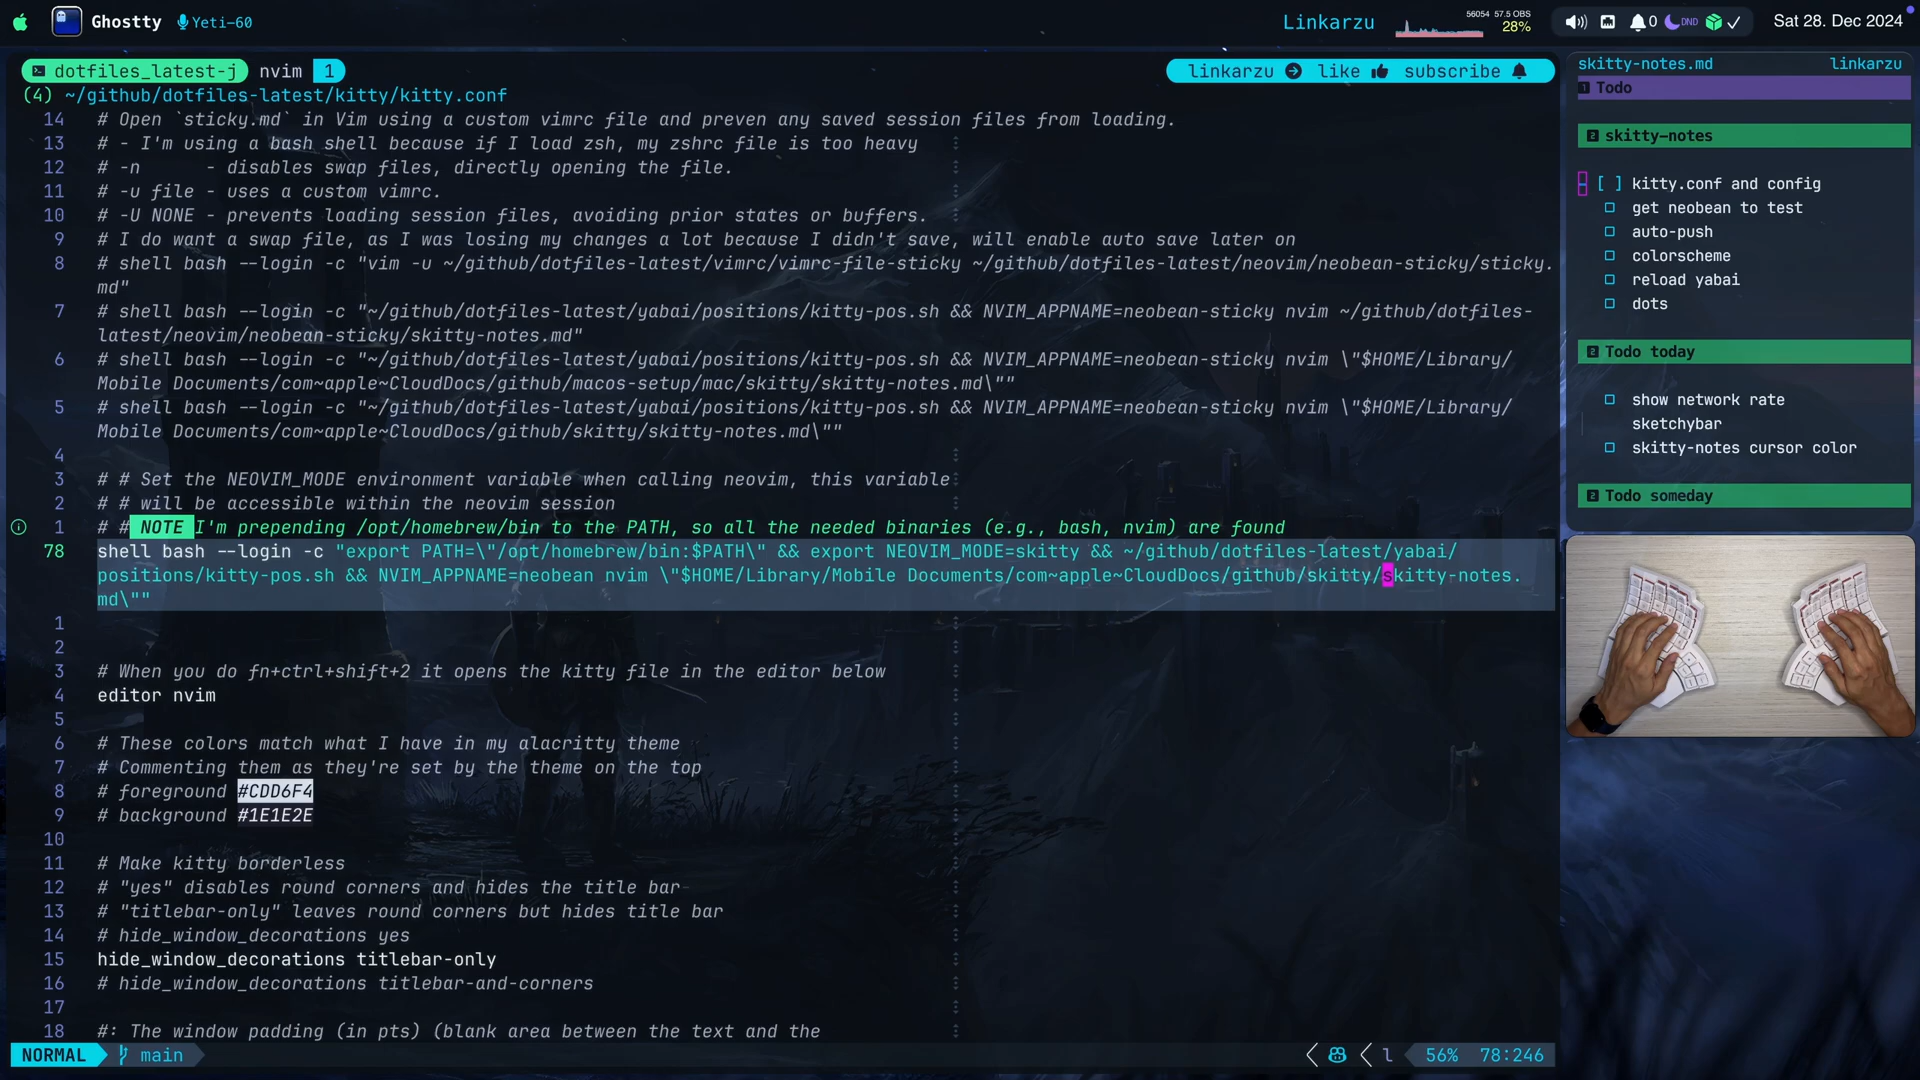 Ghostty Yeti-60 Linkarzu 56054 57.5 OBS 28% 0 DND Sat 28. Dec 2024
dotfiles_latest-j nvim 1 linkarzu like subscribe
(4) ~/github/dotfiles-latest/kitty/kitty.conf
14 # Open `sticky.md` in Vim using a custom vimrc file and preven any saved session files from loading.
13 # - I'm using a bash shell because if I load zsh, my zshrc file is too heavy
12 # -n      - disables swap files, directly opening the file.
11 # -u file - uses a custom vimrc.
10 # -U NONE - prevents loading session files, avoiding prior states or buffers.
9 # I do want a swap file, as I was losing my changes a lot because I didn't save, will enable auto save later on
8 # shell bash --login -c "vim -u ~/github/dotfiles-latest/vimrc/vimrc-file-sticky ~/github/dotfiles-latest/neovim/neobean-sticky/sticky.
md"
7 # shell bash --login -c "~/github/dotfiles-latest/yabai/positions/kitty-pos.sh && NVIM_APPNAME=neobean-sticky nvim ~/github/dotfiles-
latest/neovim/neobean-sticky/skitty-notes.md"
6 # shell bash --login -c "~/github/dotfiles-latest/yabai/positions/kitty-pos.sh && NVIM_APPNAME=neobean-sticky nvim \"$HOME/Library/
Mobile Documents/com~apple~CloudDocs/github/macos-setup/mac/skitty/skitty-notes.md\""
5 # shell bash --login -c "~/github/dotfiles-latest/yabai/positions/kitty-pos.sh && NVIM_APPNAME=neobean-sticky nvim \"$HOME/Library/
Mobile Documents/com~apple~CloudDocs/github/skitty/skitty-notes.md\""
4
3 # # Set the NEOVIM_MODE environment variable when calling neovim, this variable
2 # # will be accessible within the neovim session
1 # # NOTE I'm prepending /opt/homebrew/bin to the PATH, so all the needed binaries (e.g., bash, nvim) are found
78 shell bash --login -c "export PATH=\"/opt/homebrew/bin:$PATH\" && export NEOVIM_MODE=skitty && ~/github/dotfiles-latest/yabai/
positions/kitty-pos.sh && NVIM_APPNAME=neobean nvim \"$HOME/Library/Mobile Documents/com~apple~CloudDocs/github/skitty/skitty-notes.
md\""
1
2
3 # When you do fn+ctrl+shift+2 it opens the kitty file in the editor below
4 editor nvim
5
6 # These colors match what I have in my alacritty theme
7 # Commenting them as they're set by the theme on the top
8 # foreground #CDD6F4
9 # background #1E1E2E
10
11 # Make kitty borderless
12 # "yes" disables round corners and hides the title bar
13 # "titlebar-only" leaves round corners but hides title bar
14 # hide_window_decorations yes
15 hide_window_decorations titlebar-only
16 # hide_window_decorations titlebar-and-corners
17
18 #: The window padding (in pts) (blank area between the text and the
NORMAL main l 56% 78:246
skitty-notes.md linkarzu
1 Todo
2 skitty-notes
- [ ] kitty.conf and config
get neobean to test
auto-push
colorscheme
reload yabai
dots
2 Todo today
show network rate
sketchybar
skitty-notes cursor color
2 Todo someday